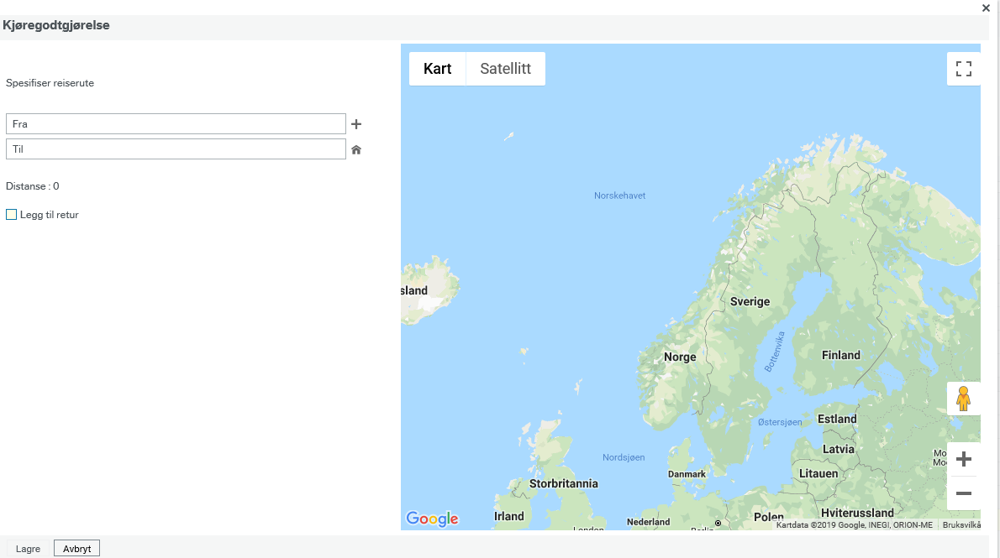 Kjøregodtgjørelse
Spesifiser reiserute
Fra
Til
Distanse : 0
Legg til retur
Kart Satellitt
Norskehavet
sland
Sverige
Norge
Finland
Bottenvika
Østersjøen
Estland
Nordsjøen
Latvia
Mo
Mo
Danmark
Litauen
Storbritannia
Irland
Nederland
Polen
Hviterussland
London
Berlin
Google
Kartdata ©2019 Google, INEGI, ORION-ME Bruksvilkå
Lagre Avbryt